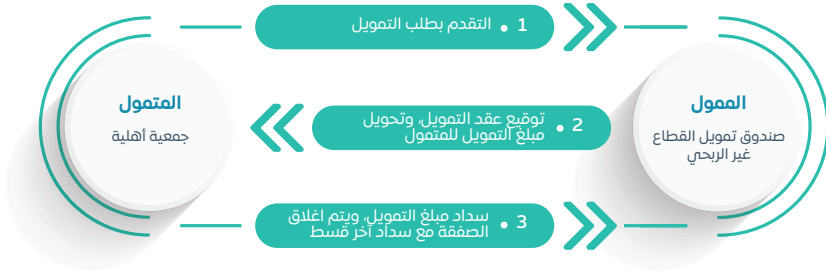 الممول
صندوق تمويل القطاع
غير الربحي
1 • التقدم بطلب التمويل
2 • توقيع عقد التمويل، وتحويل
مبلغ التمويل للمتمول
3 • سداد مبلغ التمويل، ويتم اغلاق
الصفقة مع سداد آخر قسط
المتمول
جمعية أهلية